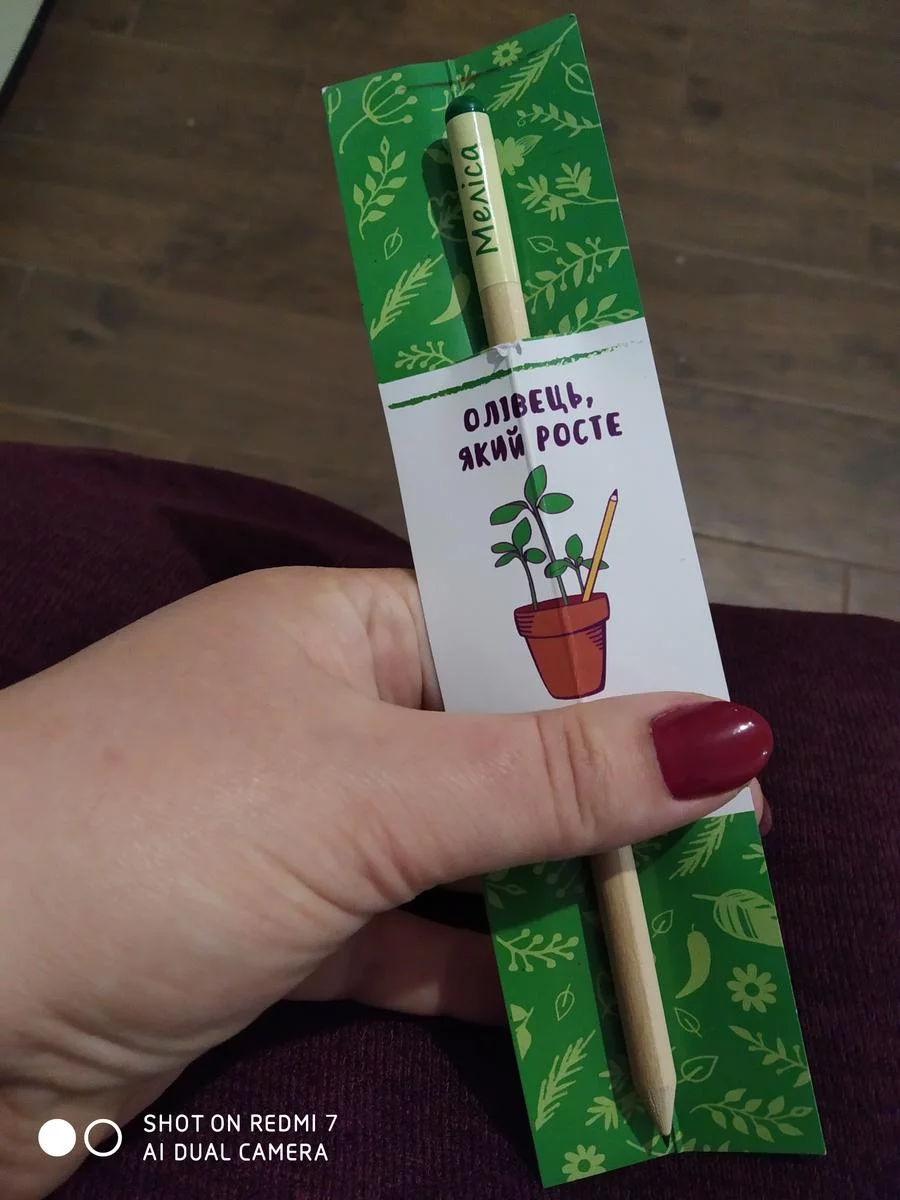 Меліса
ОЛІВЕЦЬ,
ЯКИЙ РОСТЕ
SHOT ON REDMI 7
AI DUAL CAMERA